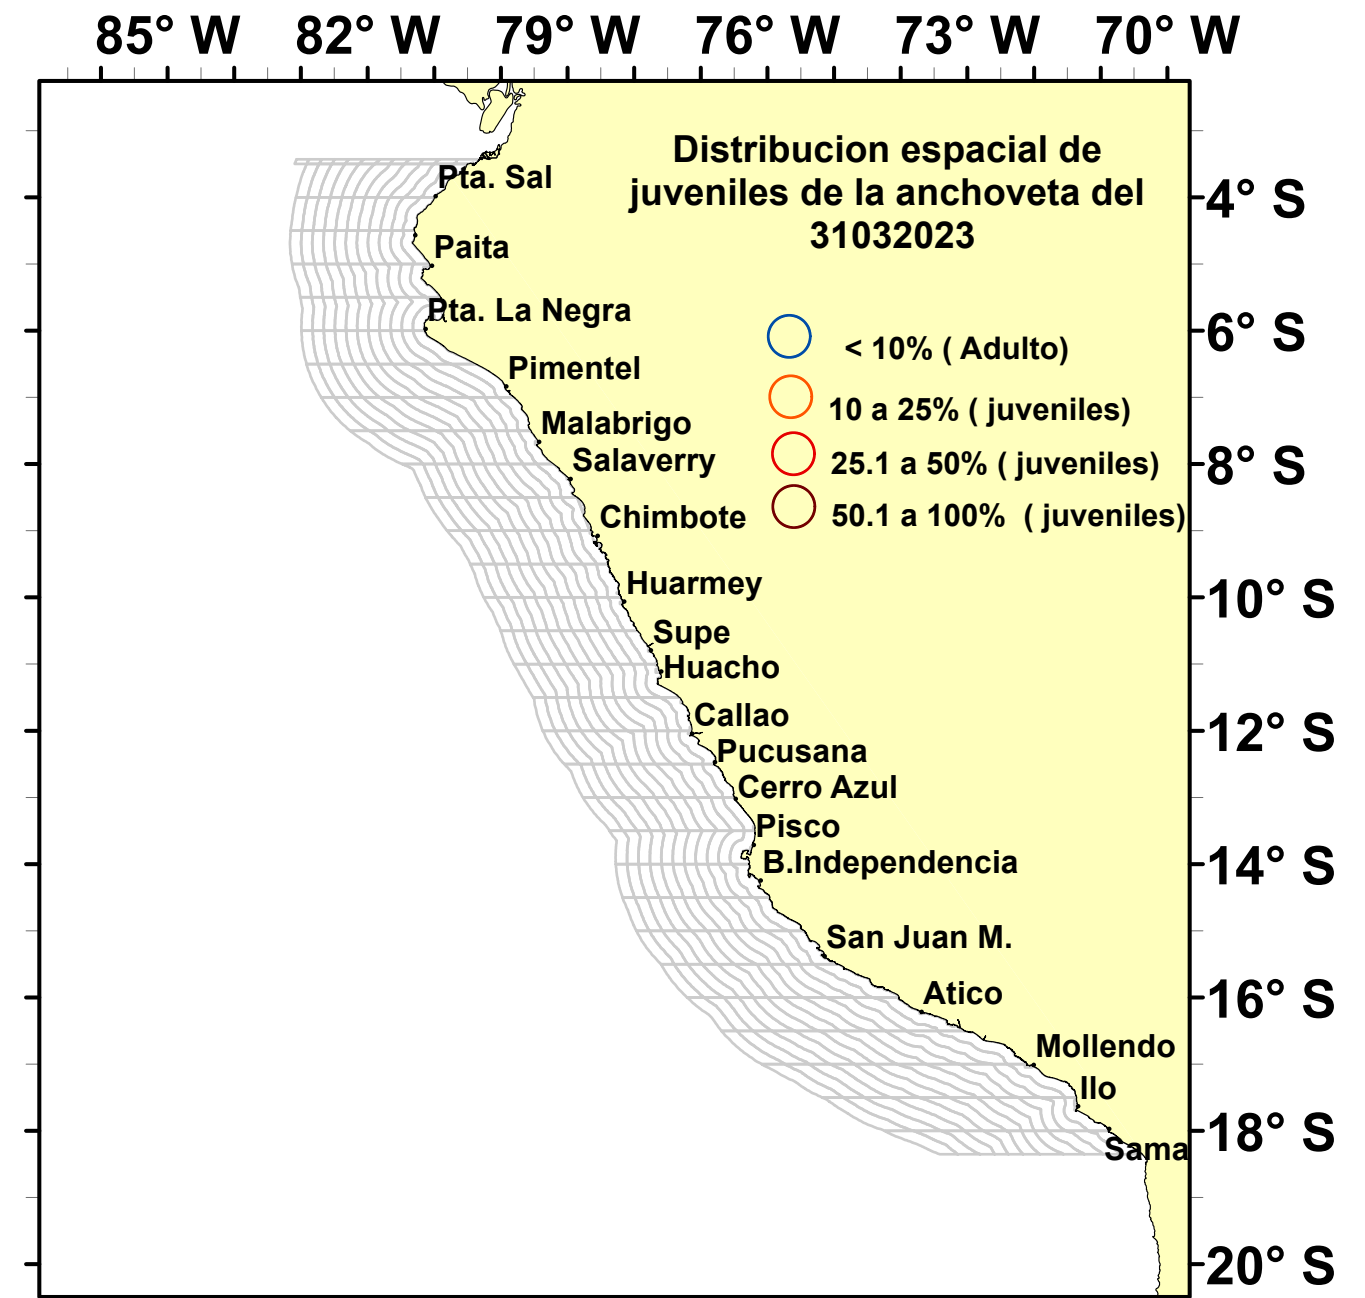 85° W 82° W 79° W 76° W 73° W 70° W
Distribucion espacial de
juveniles de la anchoveta del
31032023
Pta. Sal
4° S
Paita
Pta. La Negra
6° S
< 10% ( Adulto)
Pimentel
10 a 25% ( juveniles)
Malabrigo
Salaverry
25.1 a 50% ( juveniles)
8° S
Chimbote
50.1 a 100%  ( juveniles)
Huarmey
10° S
Supe
Huacho
Callao
12° S
Pucusana
Cerro Azul
Pisco
B.Independencia
14° S
San Juan M.
Atico
16° S
Mollendo
Ilo
18° S
Sama
20° S